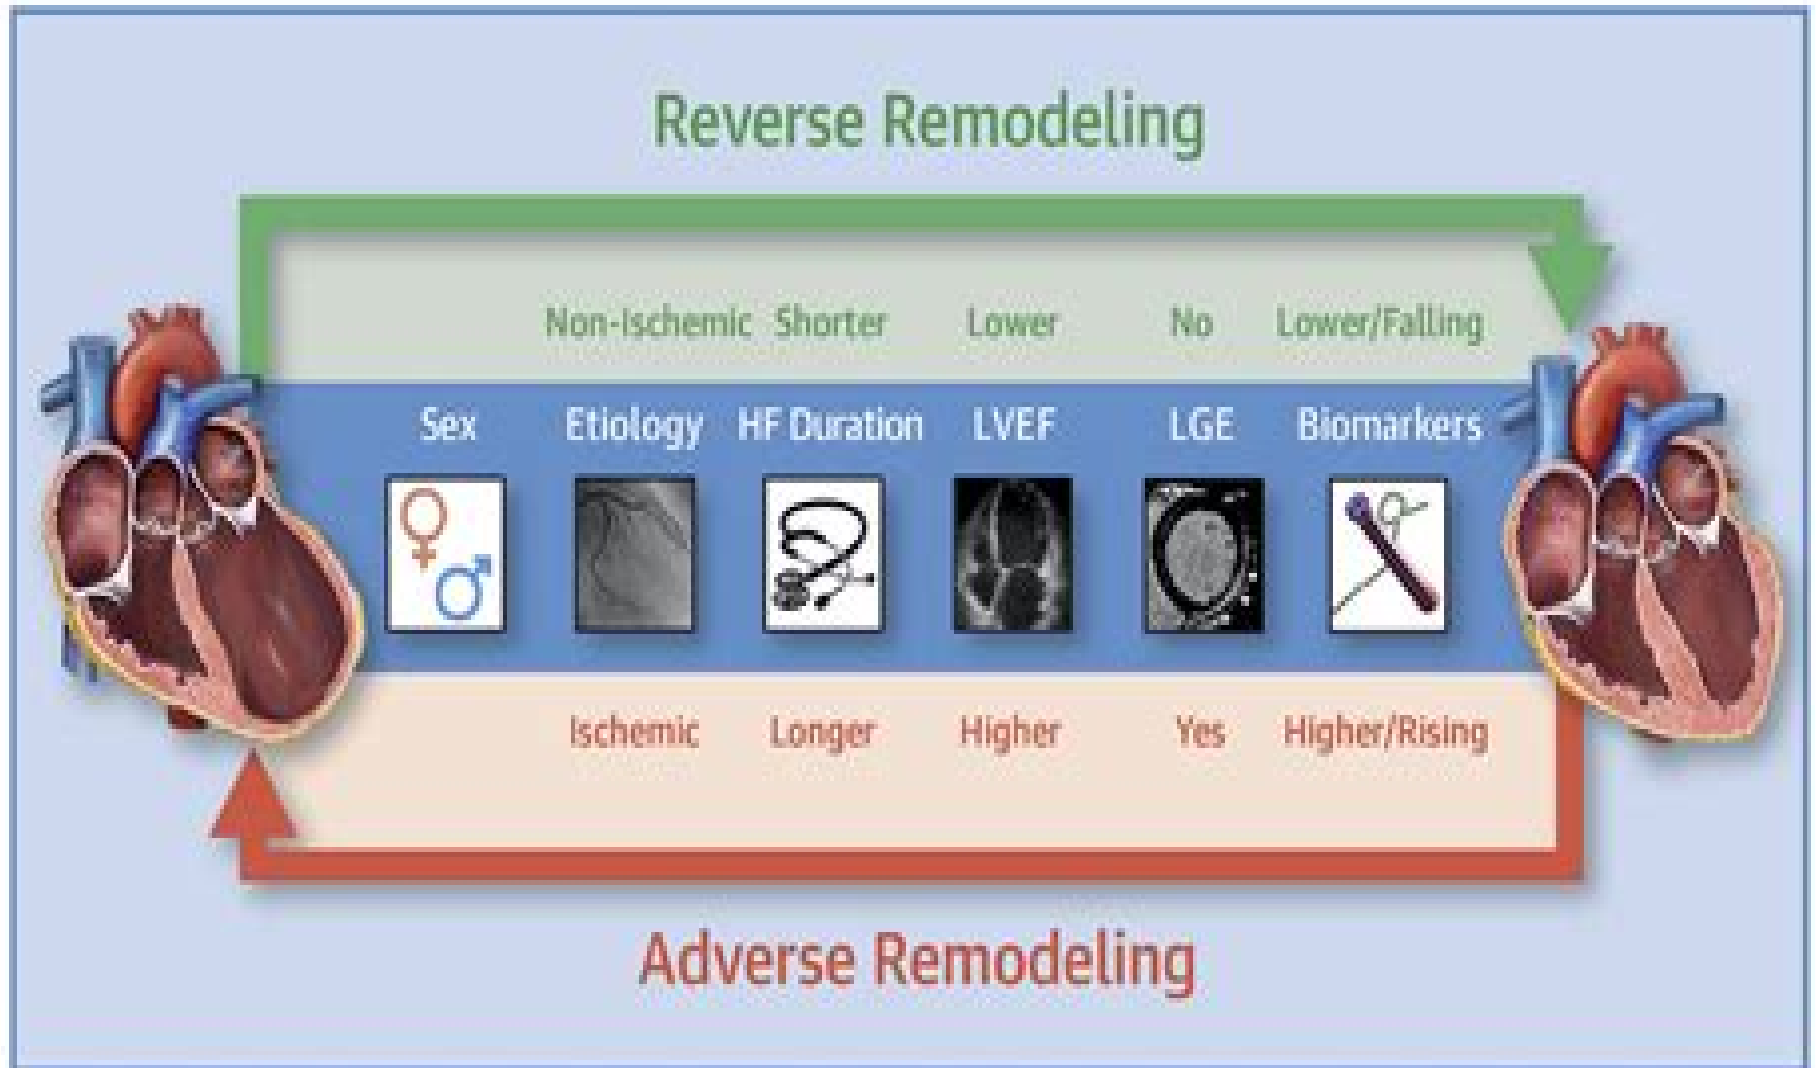 Reverse Remodeling
Non-Ischemic Shorter Lower No Lower/Falling
Sex Etiology HF Duration LVEF LGE Biomarkers
Ischemic Longer Higher Yes Higher/Rising
Adverse Remodeling